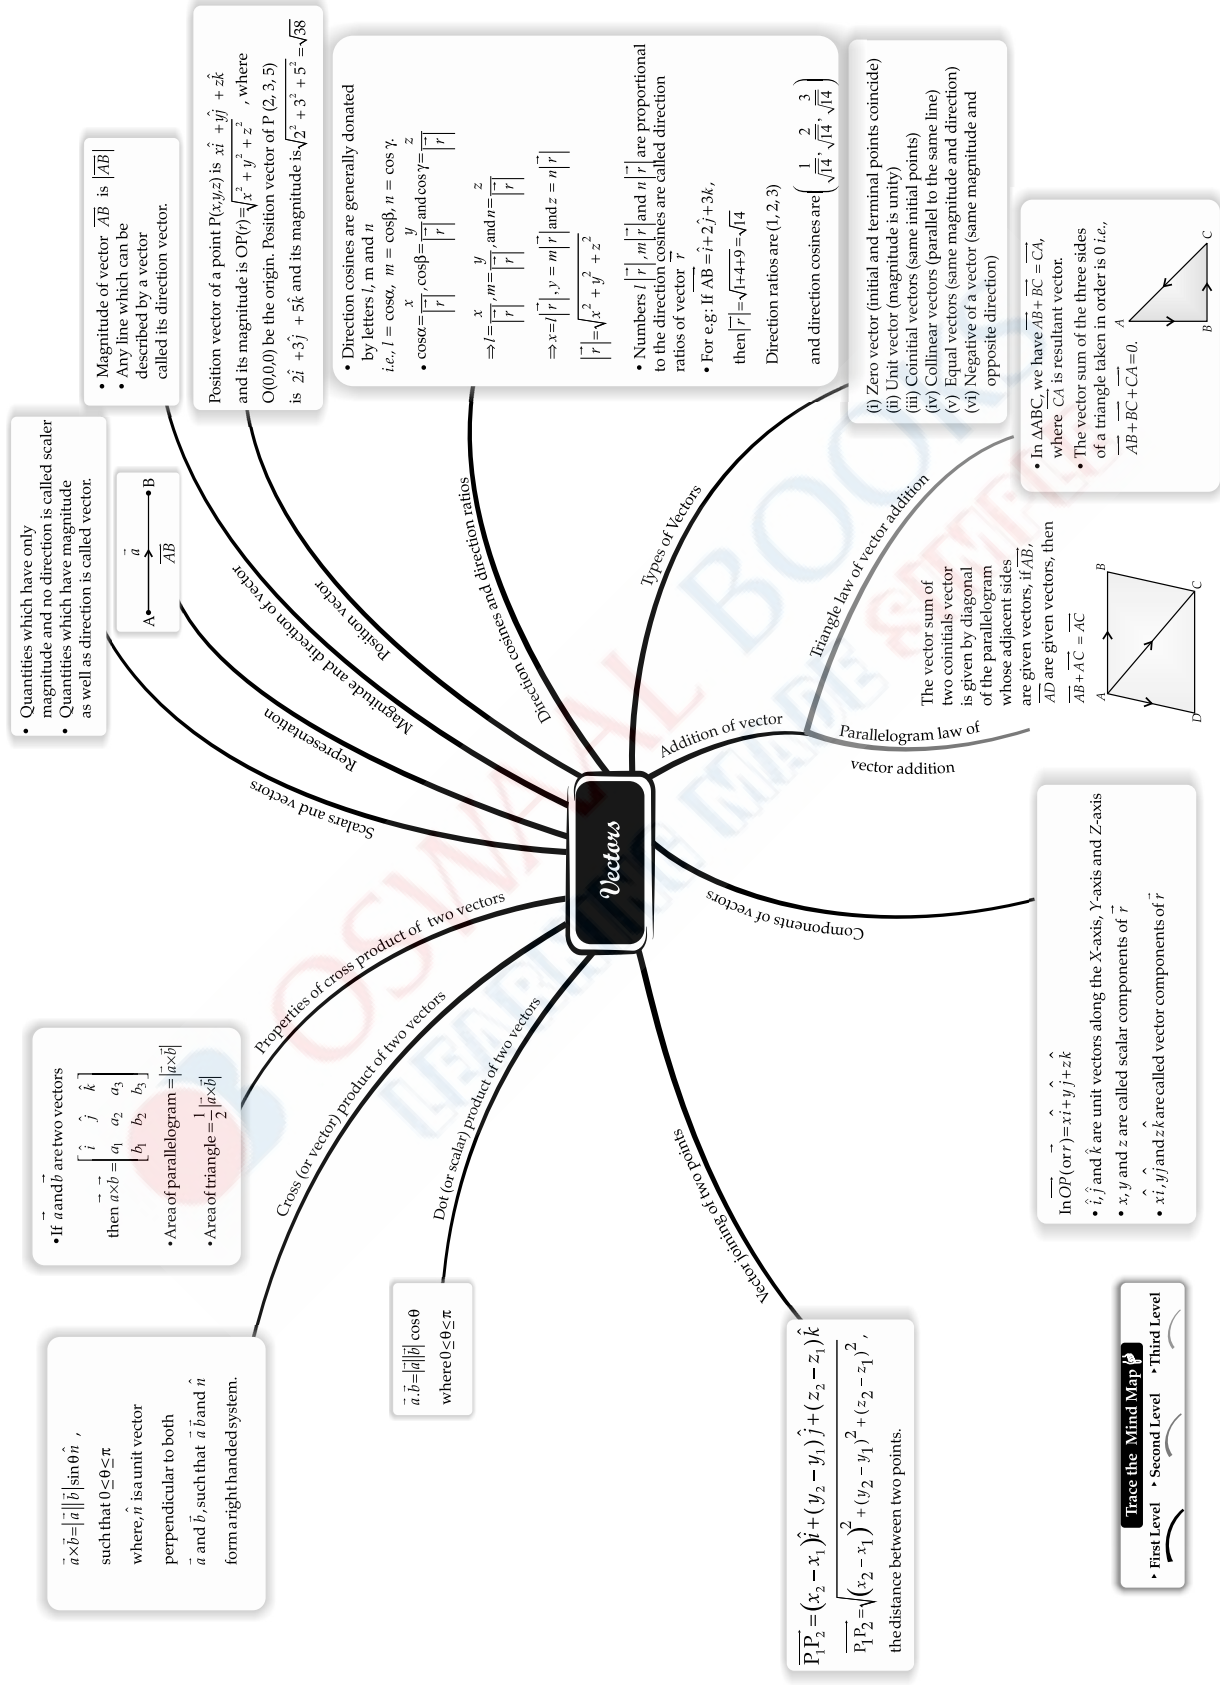 Vectors
Scalars and vectors
• Quantities which have only
magnitude and no direction is called scaler
• Quantities which have magnitude
as well as direction is called vector.
Representation
A a⃗ B
A͞B⃗
Magnitude and direction of vector
• Magnitude of vector AB⃗ is |AB⃗|
• Any line which can be
described by a vector
called its direction vector.
Position vector
Position vector of a point P(x,y,z) is xî + yĵ + zk̂
and its magnitude is OP(r)=√x² + y² + z² , where
O(0,0,0) be the origin. Position vector of P (2, 3, 5)
is 2î +3ĵ + 5k̂ and its magnitude is √2² + 3² + 5² =√38
Direction cosines and direction ratios
• Direction cosines are generally donated
by letters l, m and n
i.e., l = cosα, m = cosβ, n = cos γ.
• cosα= x/|r⃗| , cosβ= y/|r⃗| and cos γ= z/|r⃗|
⇒ l= x/|r⃗| , m= y/|r⃗| , and n= z/|r⃗|
⇒ x=l|r⃗|, y = m|r⃗| and z = n|r⃗|
|r⃗|=√x² + y² + z²
• Numbers l|r⃗|, m|r⃗| and n|r⃗| are proportional
to the direction cosines are called direction
ratios of vector r⃗
• For e.g: If AB⃗ = î+2ĵ+3k,
then |r⃗|=√1+4+9=√14
Direction ratios are (1, 2, 3)
and direction cosines are (1/√14, 2/√14, 3/√14)
Types of Vectors
(i) Zero vector (initial and terminal points coincide)
(ii) Unit vector (magnitude is unity)
(iii) Coinitial vectors (same initial points)
(iv) Collinear vectors (parallel to the same line)
(v) Equal vectors (same magnitude and direction)
(vi) Negative of a vector (same magnitude and
opposite direction)
Addition of vector
Triangle law of vector addition
• In ΔABC, we have AB⃗+ BC⃗ = CA⃗,
where CA⃗ is resultant vector.
• The vector sum of the three sides
of a triangle taken in order is 0 i.e.,
AB⃗+BC⃗+CA⃗=0.
A
B
C
Parallelogram law of
vector addition
The vector sum of
two coinitials vector
is given by diagonal
of the parallelogram
whose adjacent sides
are given vectors, if AB⃗,
AD⃗ are given vectors, then
AB⃗+AC⃗ = AC⃗
A
B
C
D
Components of vectors
In OP⃗(or r⃗)=xî+yĵ+zk̂
• î, ĵ and k̂ are unit vectors along the X-axis, Y-axis and Z-axis
• x, y and z are called scalar components of r⃗
• xî, yĵ and zk̂ are called vector components of r⃗
Vector joining of two points
P₁P₂⃗ = (x₂ − x₁)î + (y₂ − y₁)ĵ + (z₂ − z₁)k̂
P₁P₂⃗ =√(x₂ − x₁)² + (y₂ − y₁)² + (z₂ − z₁)² ,
the distance between two points.
Dot (or scalar) product of two vectors
a⃗.b⃗=|a⃗||b⃗| cosθ
where 0≤θ≤π
Cross (or vector) product of two vectors
a⃗×b⃗=|a⃗||b⃗|sinθn̂ ,
such that 0≤θ≤π
where, n̂ is a unit vector
perpendicular to both
a⃗ and b⃗, such that a⃗ b⃗ and n̂
form a right handed system.
Properties of cross product of two vectors
• If a⃗ and b⃗ are two vectors
then a⃗×b⃗ = [ î ĵ k̂
a₁ a₂ a₃
b₁ b₂ b₃ ]
• Area of parallelogram = |a⃗×b⃗|
• Area of triangle = 1/2 |a⃗×b⃗|
Trace the Mind Map
▸ First Level ▸ Second Level ▸ Third Level
OSWAAL BOOKS
LEARNING MADE SIMPLE